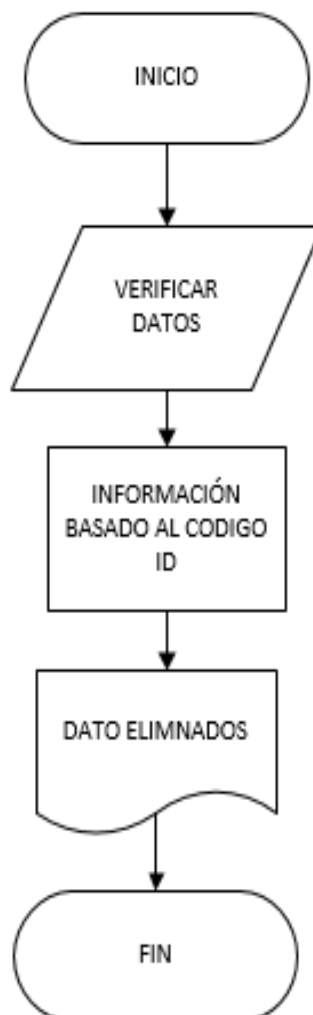 INICIO
VERIFICAR
DATOS
INFORMACIÓN
BASADO AL CODIGO
ID
DATO ELIMNADOS
FIN